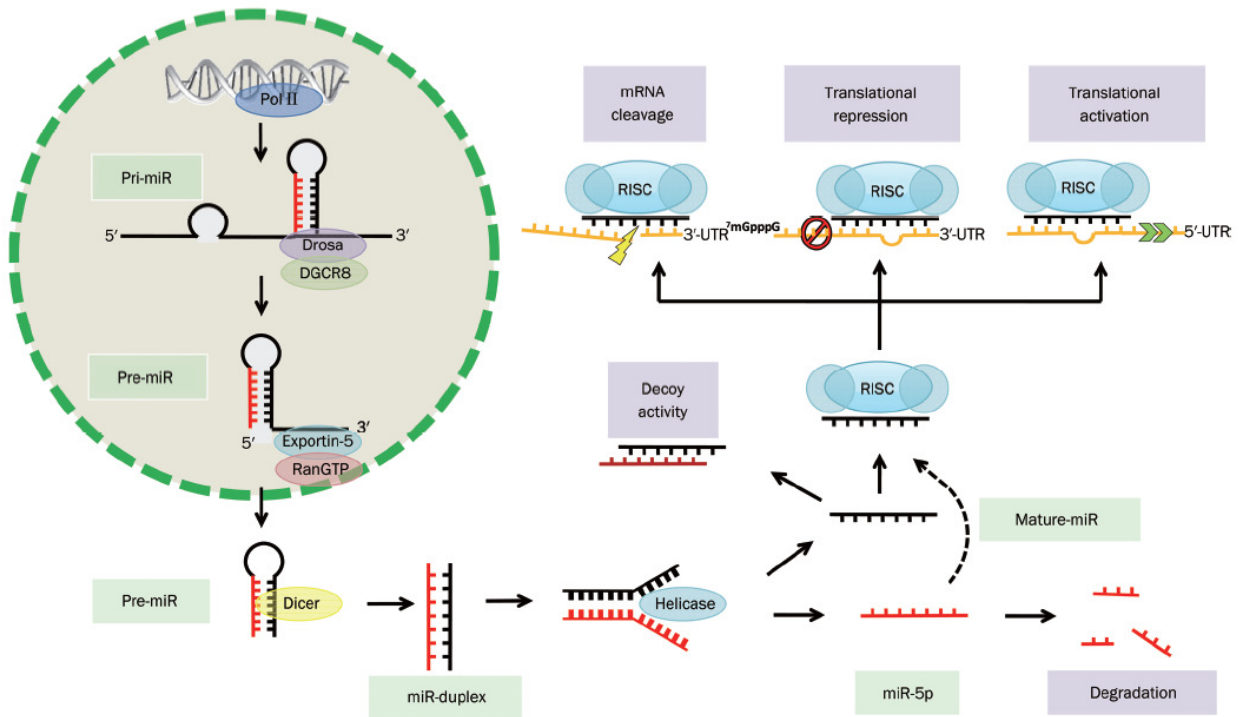 Pol II
Pri-miR
5′
3′
Drosa
DGCR8
Pre-miR
5′
3′
Exportin-5
RanGTP
Pre-miR
Dicer
miR-duplex
Helicase
miR-5p
Degradation
Mature-miR
Decoy
activity
RISC
mRNA
cleavage
RISC
3′-UTR
Translational
repression
RISC
7mGpppG
3′-UTR
Translational
activation
RISC
5′-UTR